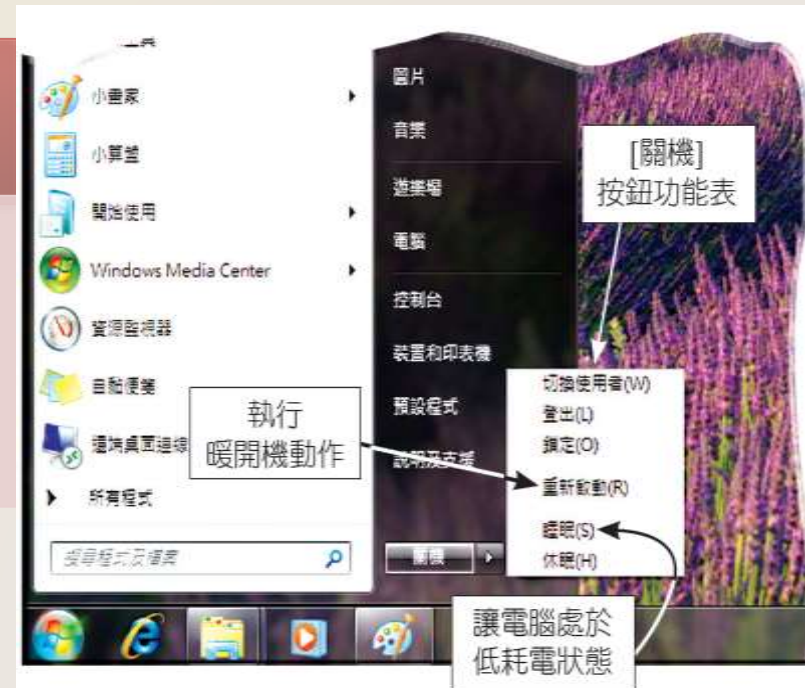 小畫家
小算盤
開始使用
Windows Media Center
資源監視器
自黏便箋
遠端桌面連線
所有程式
搜尋程式及檔案
圖片
音樂
遊樂場
電腦
控制台
裝置和印表機
預設程式
說明及支援
關機
切換使用者(W)
登出(L)
鎖定(O)
重新啟動(R)
睡眠(S)
休眠(H)
[關機]
按鈕功能表
執行
暖開機動作
讓電腦處於
低耗電狀態